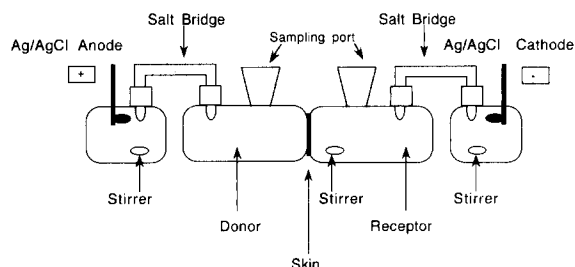 Salt Bridge
Salt Bridge
Ag/AgCl Anode
Sampling port
Ag/AgCl Cathode
+
-
Stirrer
Stirrer
Stirrer
Donor
Receptor
Skin